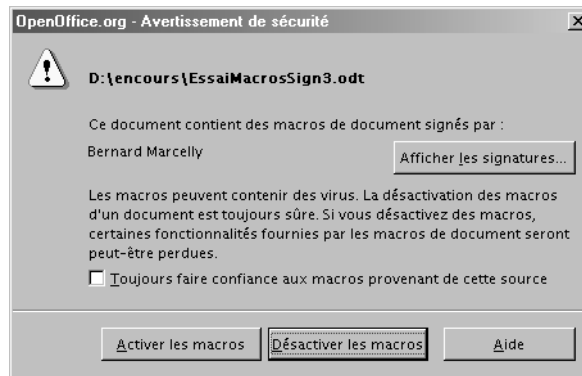 OpenOffice.org - Avertissement de sécurité
D:\encours\EssaiMacrosSign3.odt
Ce document contient des macros de document signés par :
Bernard Marcelly
Afficher les signatures...
Les macros peuvent contenir des virus. La désactivation des macros
d'un document est toujours sûre. Si vous désactivez des macros,
certaines fonctionnalités fournies par les macros de document seront
peut-être perdues.
Toujours faire confiance aux macros provenant de cette source
Activer les macros
Désactiver les macros
Aide